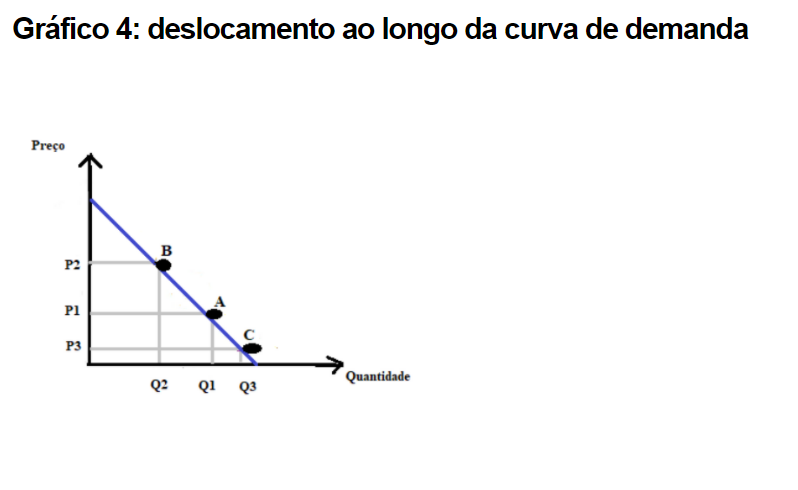 Gráfico 4: deslocamento ao longo da curva de demanda
Preço
B
P2
A
P1
C
P3
Q2 Q1 Q3
Quantidade